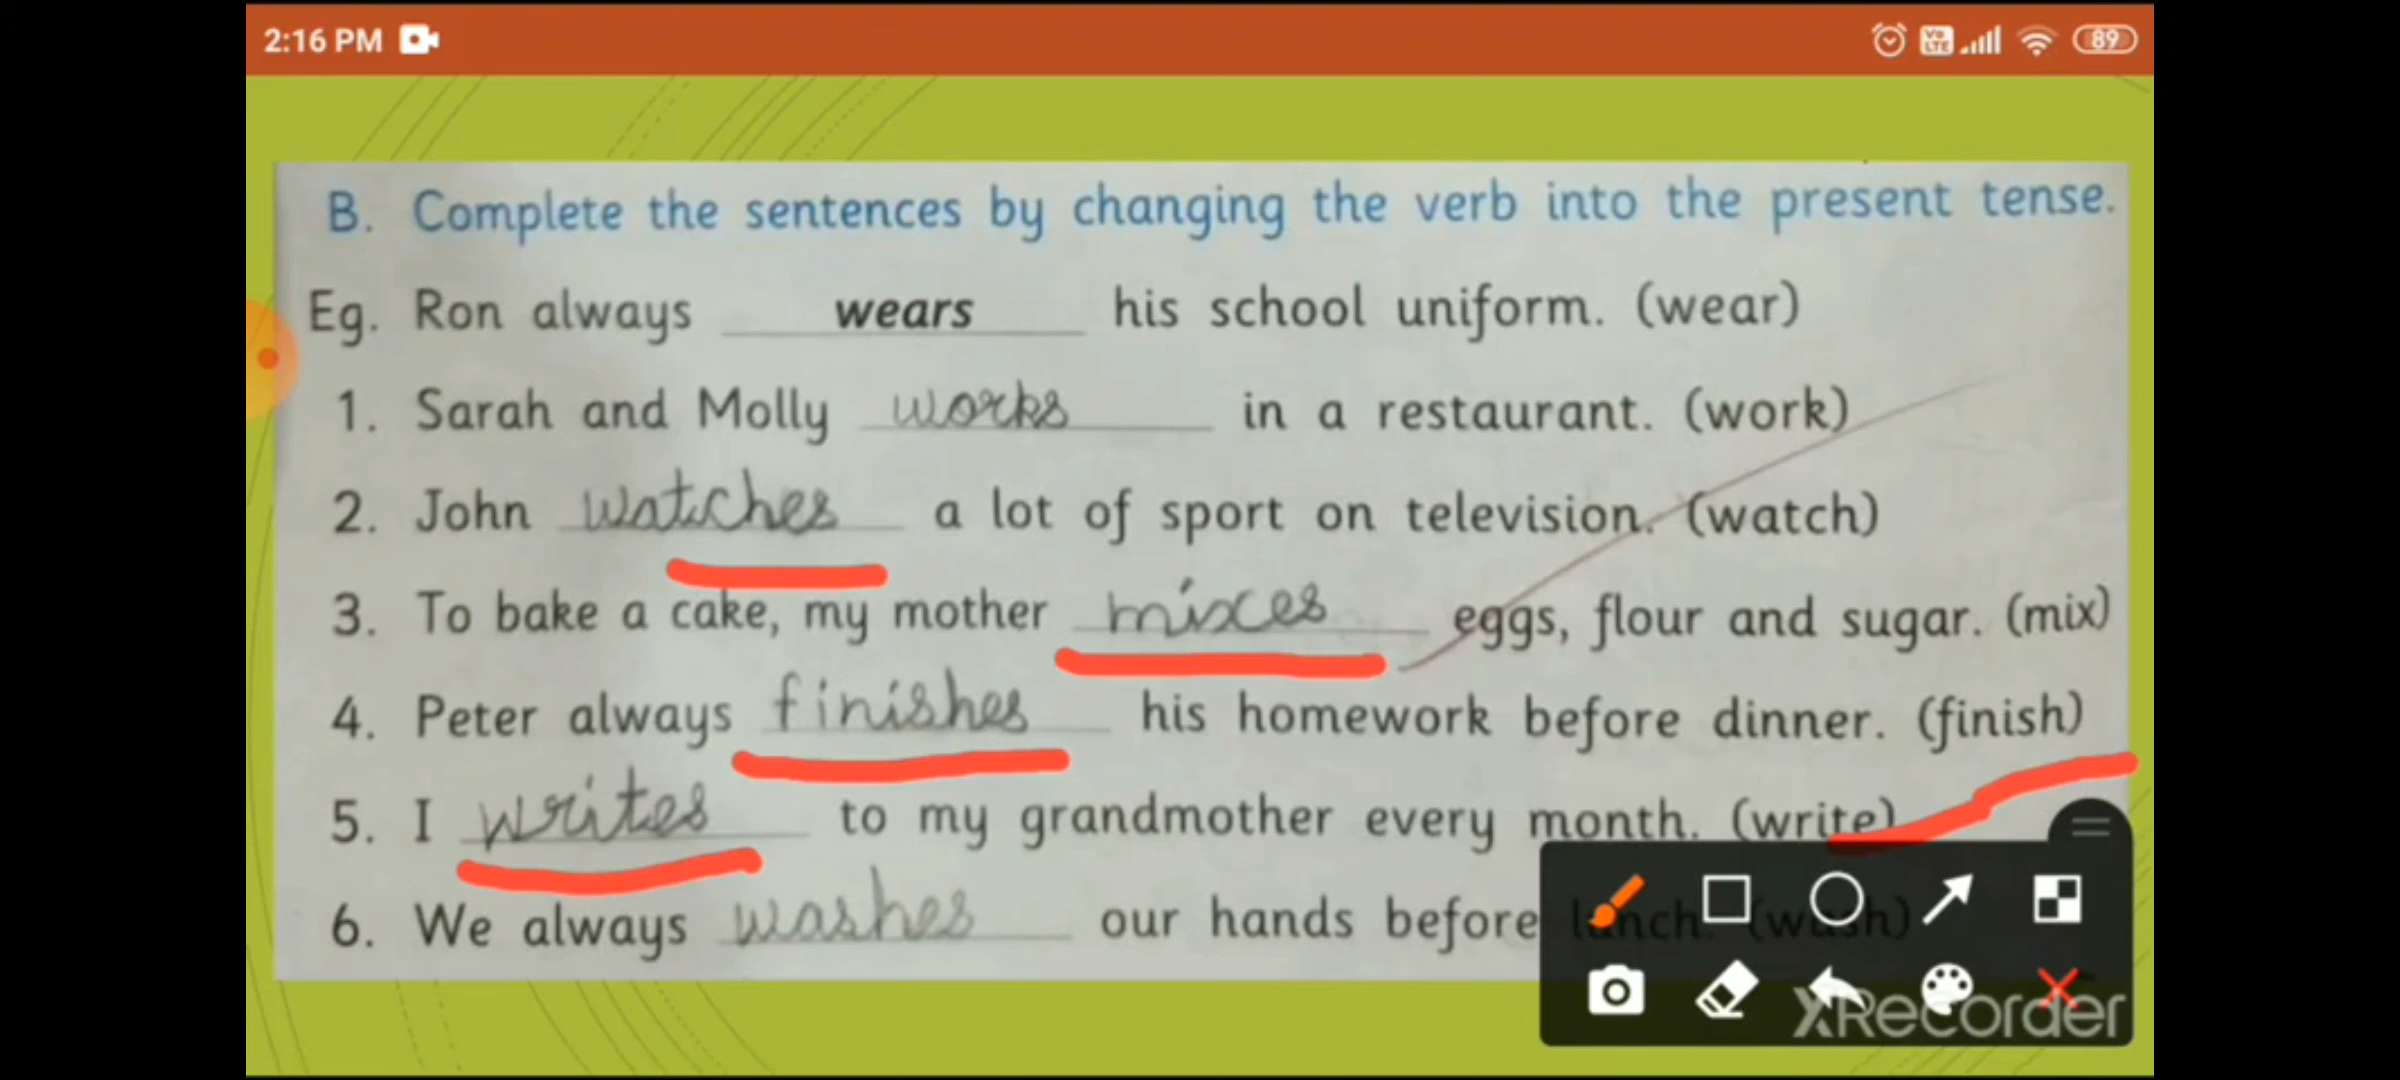 2:16 PM VO LTE 89
B. Complete the sentences by changing the verb into the present tense.
Eg. Ron always wears his school uniform. (wear)
1. Sarah and Molly works in a restaurant. (work)
2. John watches a lot of sport on television. (watch)
3. To bake a cake, my mother mixes eggs, flour and sugar. (mix)
4. Peter always finishes his homework before dinner. (finish)
5. I writes to my grandmother every month. (write)
6. We always washes our hands before lunch. (wash)
XRecorder